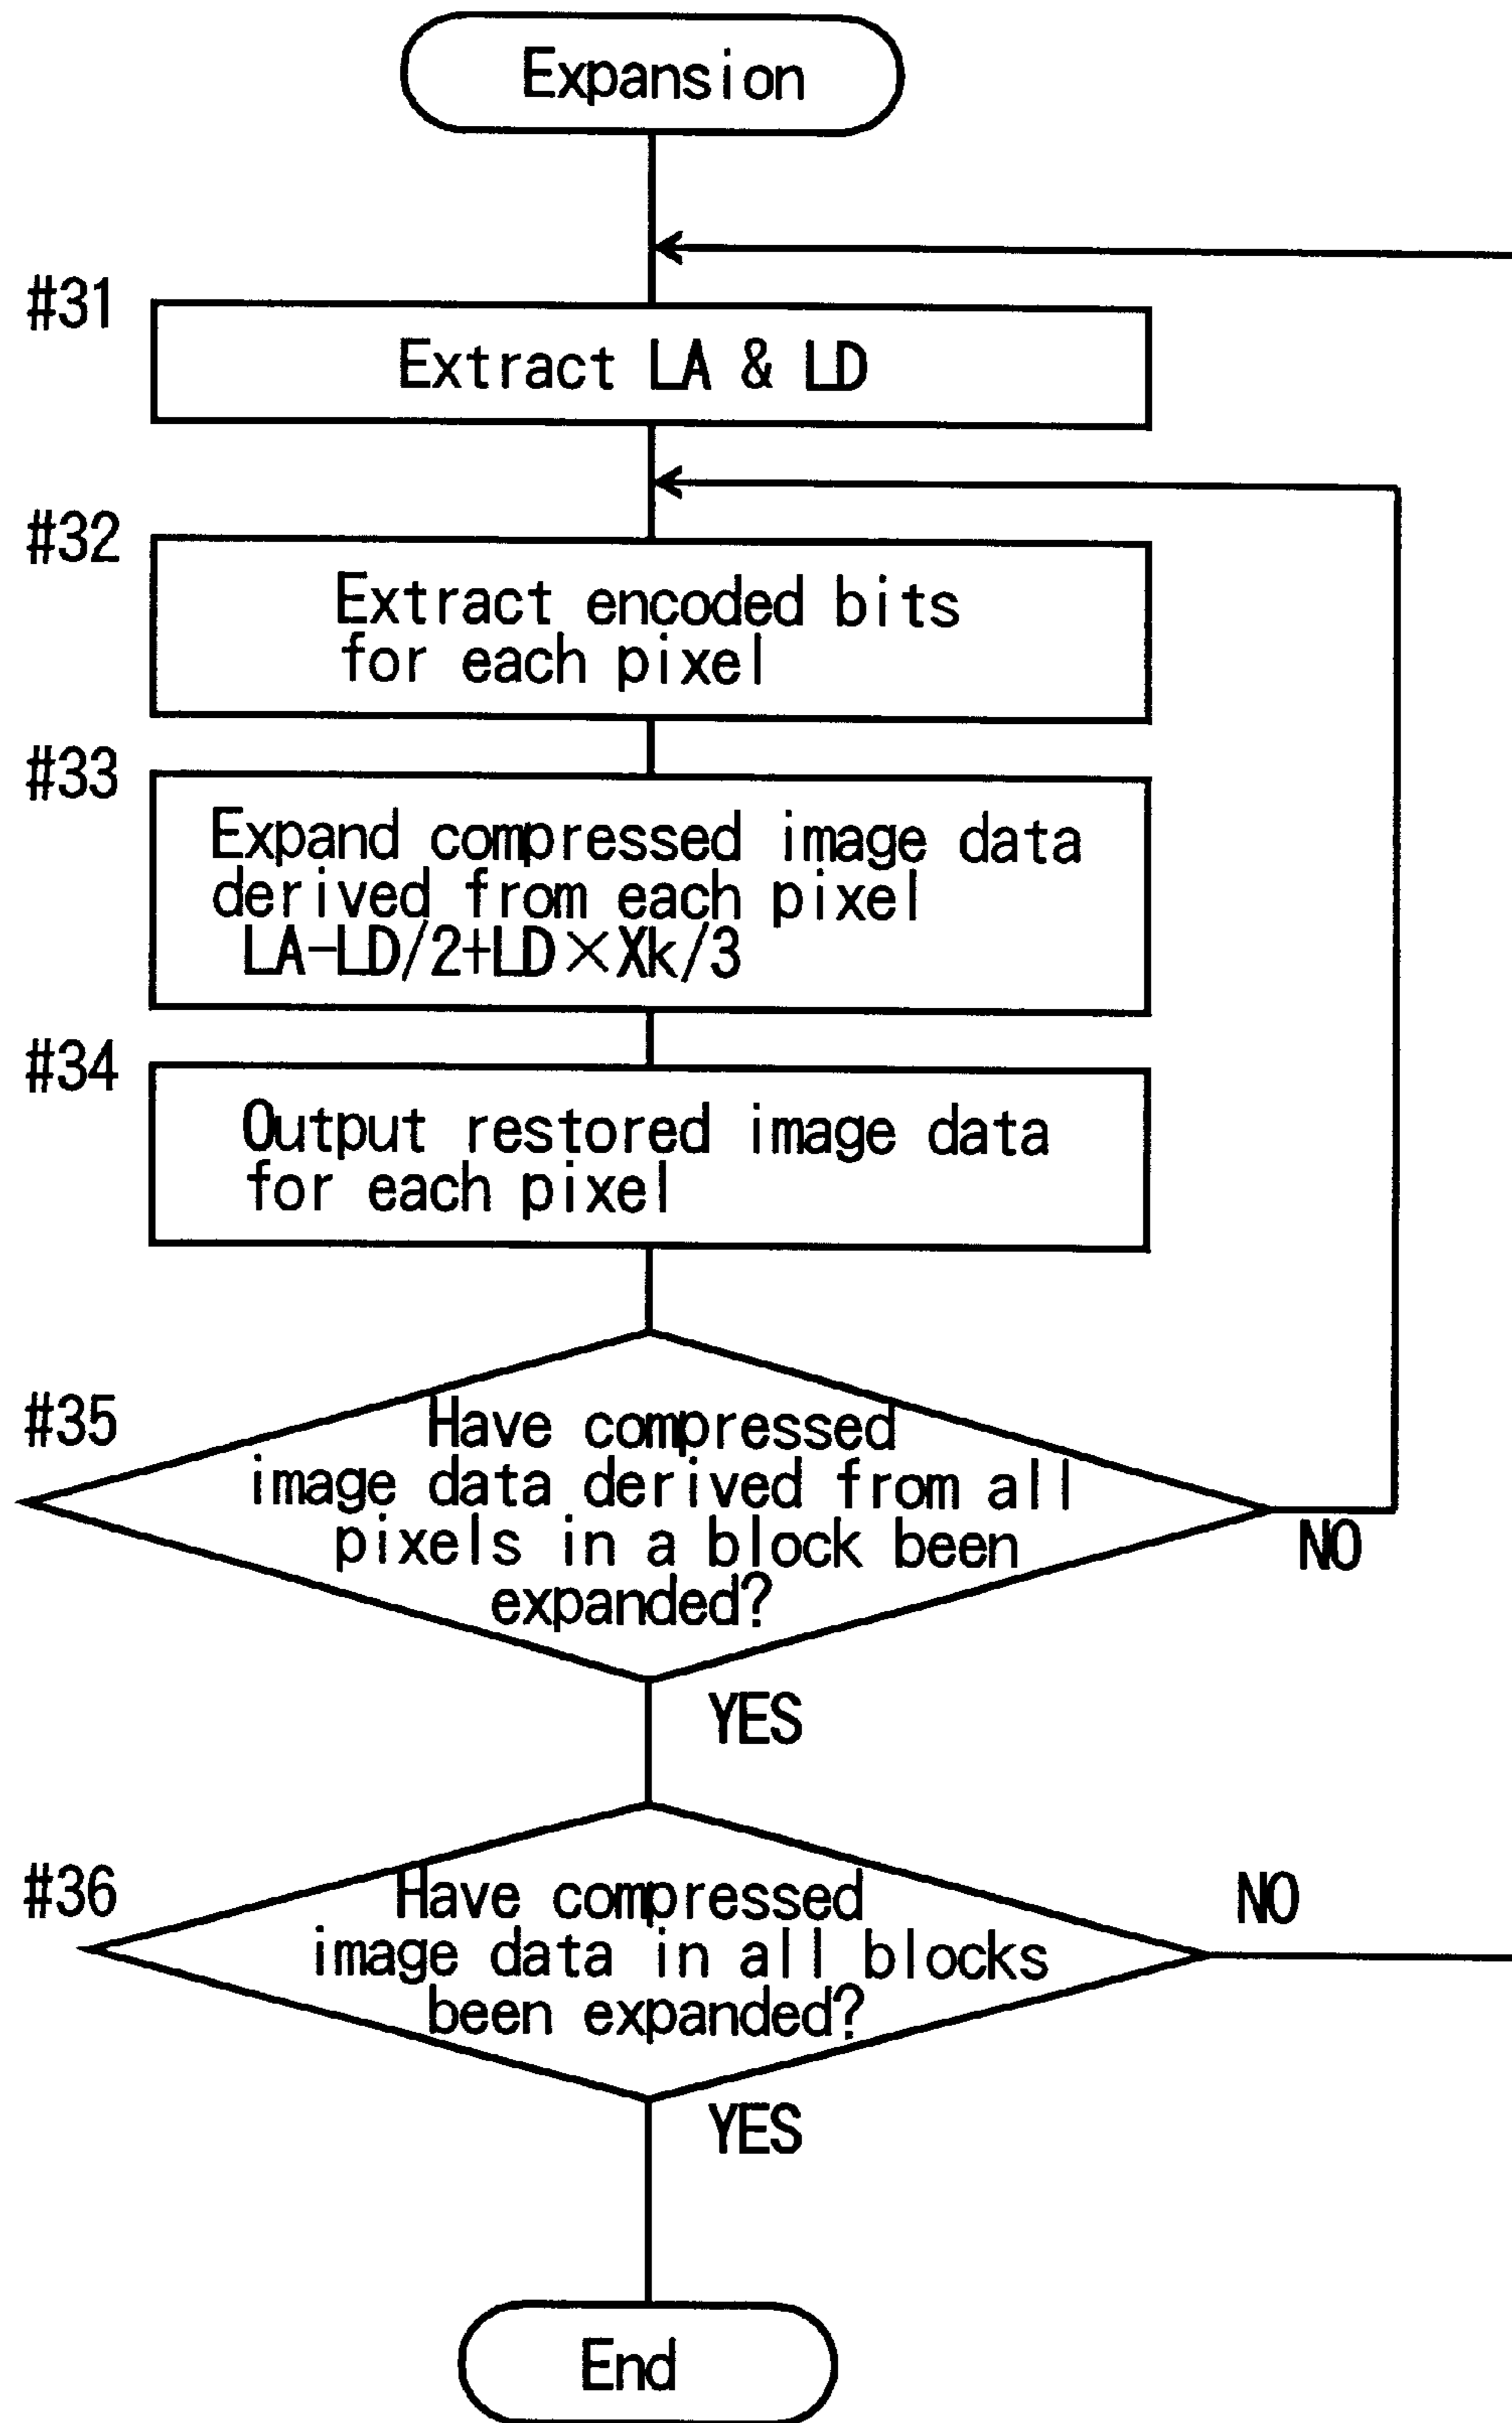 Expansion
#31
Extract LA & LD
#32
Extract encoded bits
for each pixel
#33
Expand compressed image data
derived from each pixel
LA-LD/2+LD×Xk/3
#34
Output restored image data
for each pixel
#35
Have compressed
image data derived from all
pixels in a block been
expanded?
NO
YES
#36
Have compressed
image data in all blocks
been expanded?
NO
YES
End